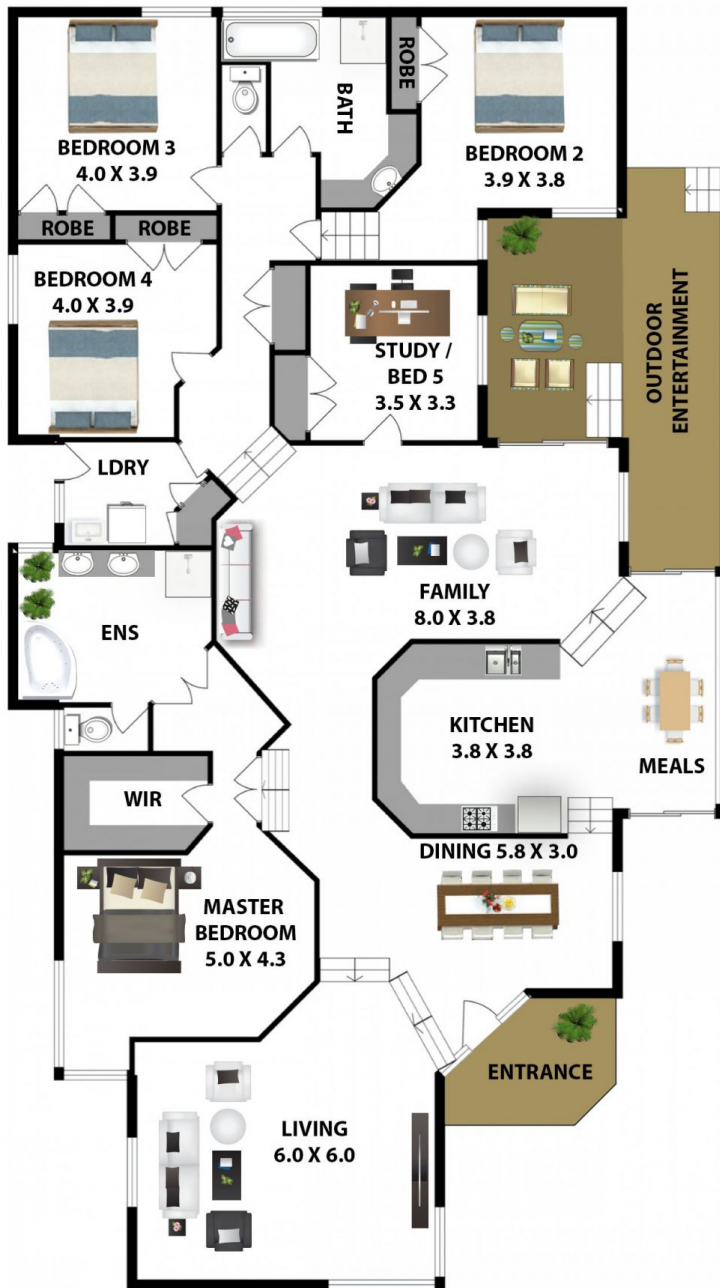 BEDROOM 3
4.0 X 3.9
BATH
ROBE
BEDROOM 2
3.9 X 3.8
ROBE
ROBE
BEDROOM 4
4.0 X 3.9
STUDY /
BED 5
3.5 X 3.3
OUTDOOR
ENTERTAINMENT
LDRY
FAMILY
8.0 X 3.8
ENS
KITCHEN
3.8 X 3.8
MEALS
WIR
DINING 5.8 X 3.0
MASTER
BEDROOM
5.0 X 4.3
ENTRANCE
LIVING
6.0 X 6.0